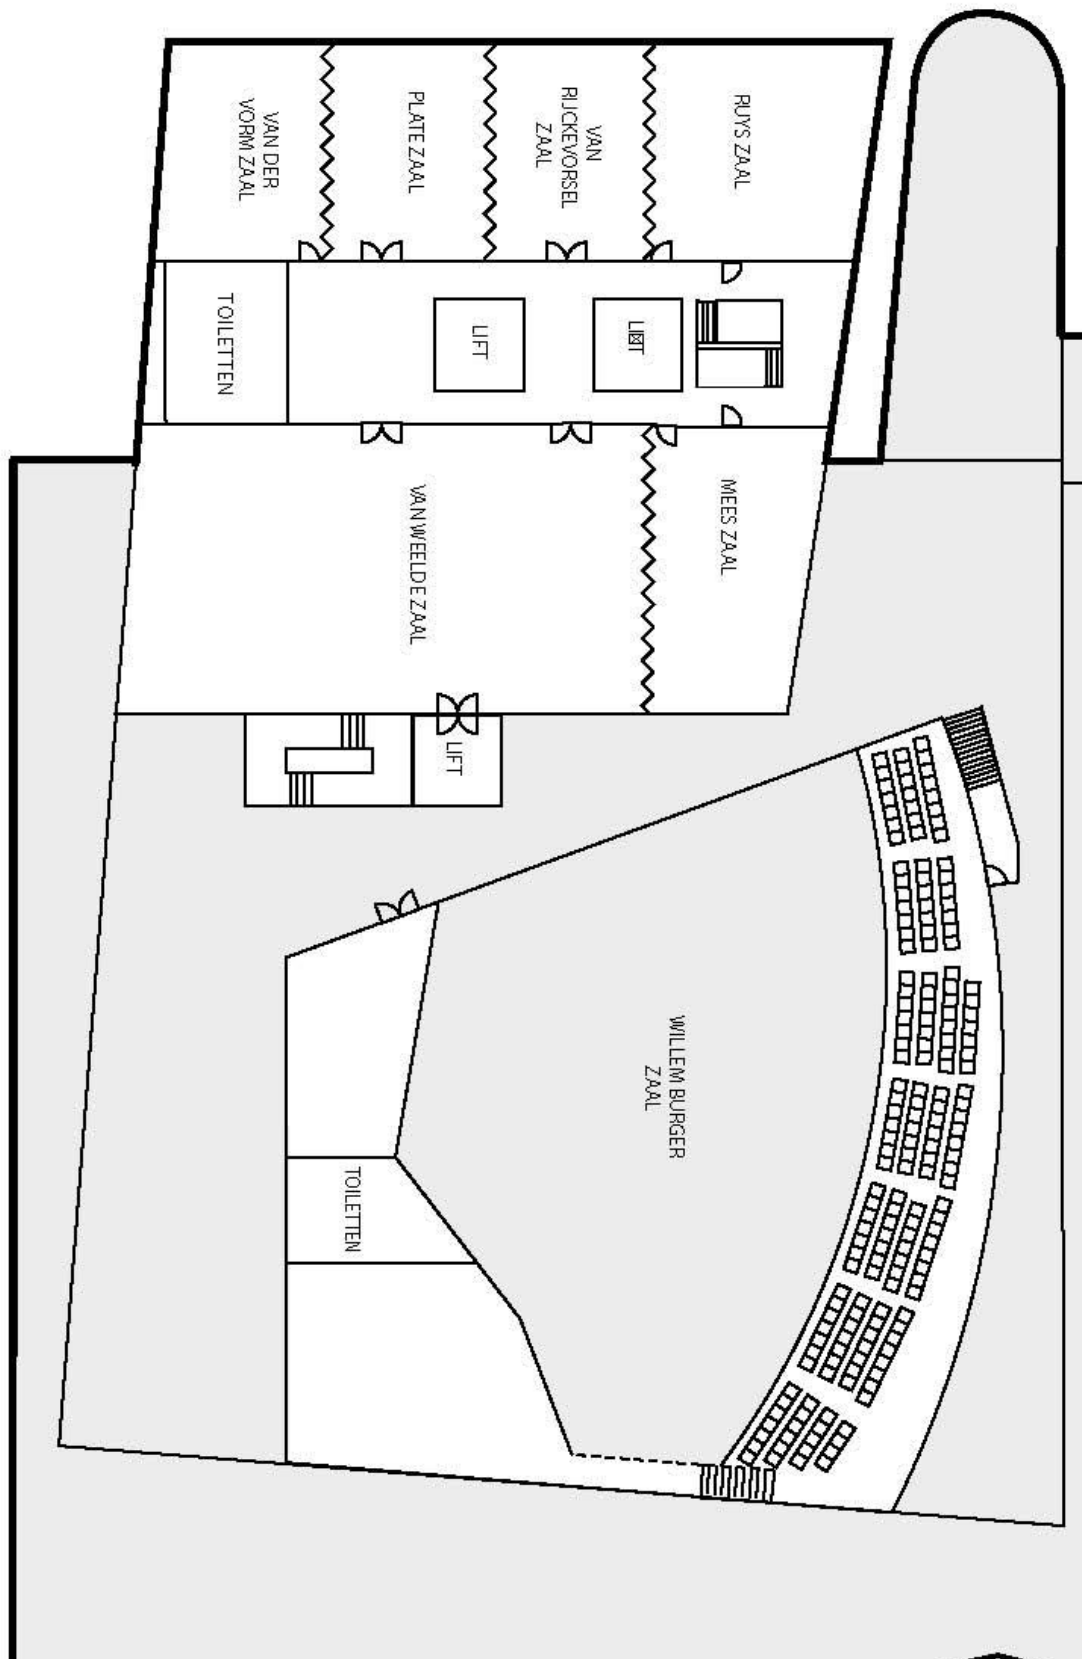 VAN DER
VORM ZAAL
PLATE ZAAL
VAN
RIJCKEVORSEL
ZAAL
RUYS ZAAL
TOILETTEN
LIFT
VAN WEELDE ZAAL
MEES ZAAL
LIFT
WILLEM BURGER
ZAAL
TOILETTEN